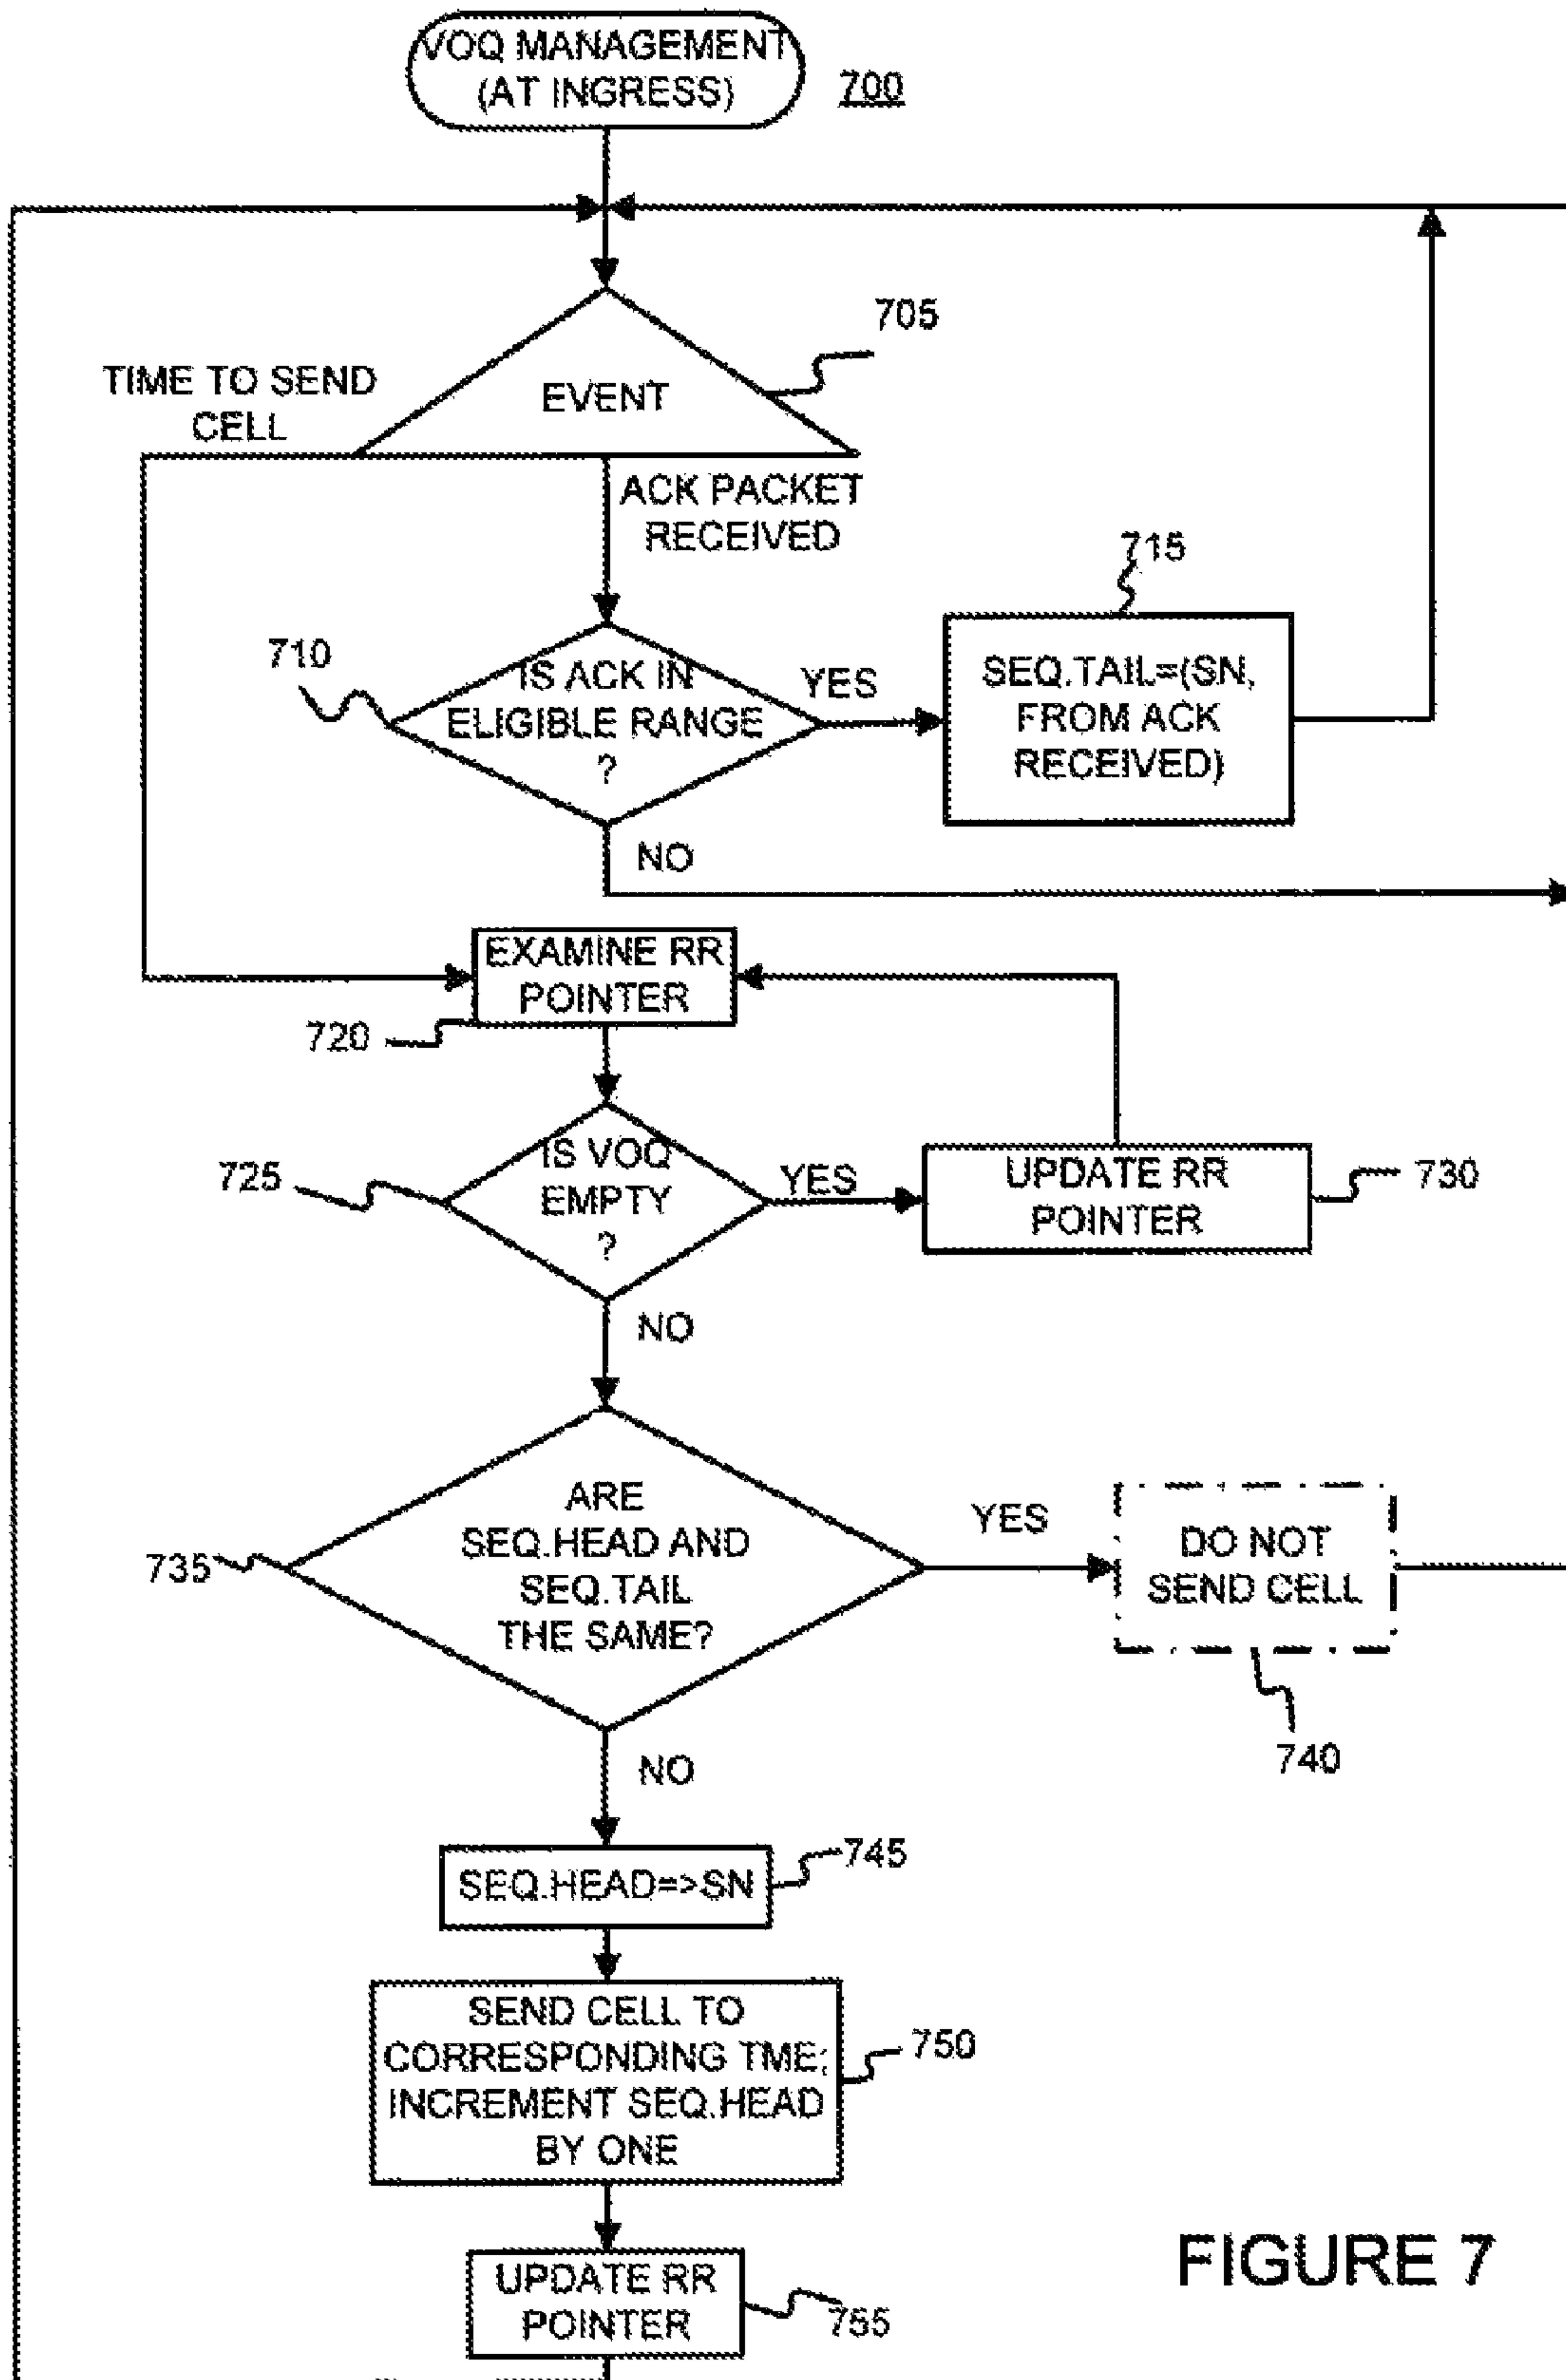 VOQ MANAGEMENT
(AT INGRESS)
700
705
TIME TO SEND
CELL
EVENT
ACK PACKET
RECEIVED
715
710
IS ACK IN
ELIGIBLE RANGE
?
YES
SEQ.TAIL=(SN,
FROM ACK
RECEIVED)
NO
EXAMINE RR
POINTER
720
725
IS VOQ
EMPTY
?
YES
UPDATE RR
POINTER
730
NO
735
ARE
SEQ.HEAD AND
SEQ.TAIL
THE SAME?
YES
DO NOT
SEND CELL
740
NO
SEQ.HEAD=>SN
745
SEND CELL TO
CORRESPONDING TME;
INCREMENT SEQ.HEAD
BY ONE
750
UPDATE RR
POINTER
755
FIGURE 7